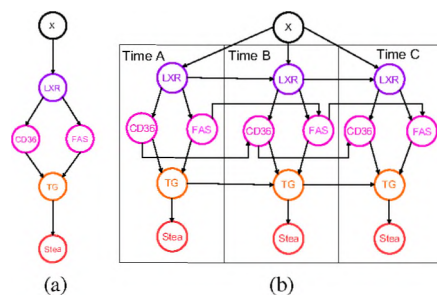 X
X
Time A
Time B
Time C
LXR
LXR
LXR
LXR
CD36
FAS
CD36
FAS
CD36
FAS
CD36
FAS
TG
TG
TG
TG
Stea
Stea
Stea
Stea
(a)
(b)